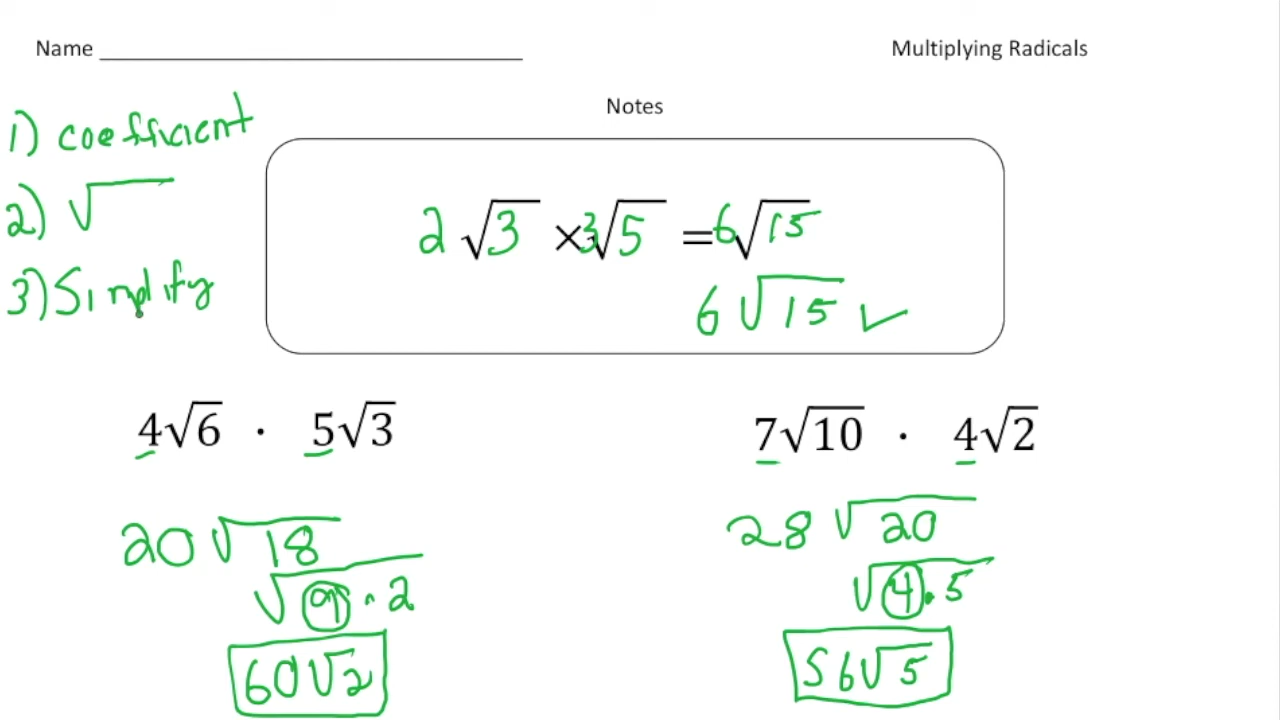 Name ____________________ Multiplying Radicals
Notes
1) coefficient
2) √
3) Simplify
2√3 × 3√5 = 6√15
6√15 ✓
4√6 · 5√3
7√10 · 4√2
20√18
√9·2
60√2
28√20
√4·5
56√5